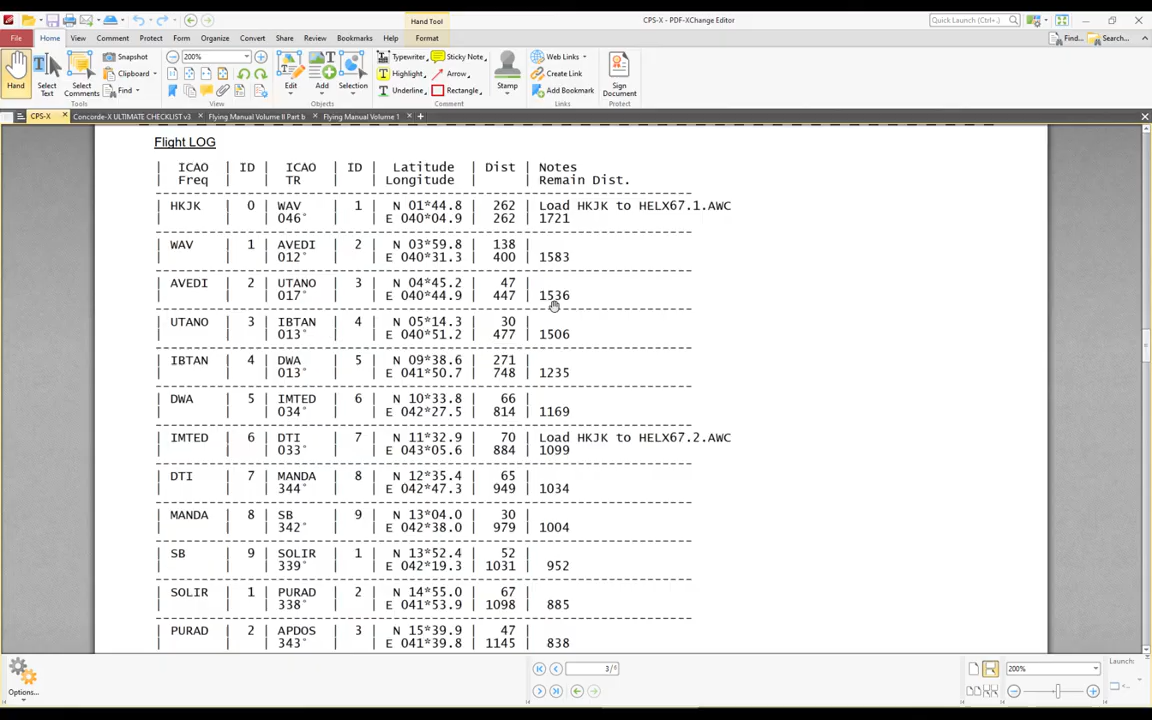 CPS-X - PDF-XChange Editor
Hand Tool
Quick Launch (Ctrl+.)
File Home View Comment Protect Form Organize Convert Share Review Bookmarks Help Format
Find... Search...
Hand
Select Text
Select Comments
Snapshot
Clipboard
Find
Tools
200%
View
Edit
Add
Selection
Objects
Typewriter
Highlight
Underline
Sticky Note
Arrow
Rectangle
Stamp
Comment
Web Links
Create Link
Add Bookmark
Links
Sign Document
Protect
CPS-X
Concorde-X ULTIMATE CHECKLIST v3
Flying Manual Volume II Part b
Flying Manual Volume 1
Flight LOG
| ICAO | ID | ICAO | ID | Latitude | Dist | Notes
| Freq | | TR | | Longitude | | Remain Dist.
| HKJK | 0 | WAV | 1 | N 01*44.8 | 262 | Load HKJK to HELX67.1.AWC
| | | 046° | | E 040*04.9 | 262 | 1721
| WAV | 1 | AVEDI | 2 | N 03*59.8 | 138 |
| | | 012° | | E 040*31.3 | 400 | 1583
| AVEDI | 2 | UTANO | 3 | N 04*45.2 | 47 |
| | | 017° | | E 040*44.9 | 447 | 1536
| UTANO | 3 | IBTAN | 4 | N 05*14.3 | 30 |
| | | 013° | | E 040*51.2 | 477 | 1506
| IBTAN | 4 | DWA | 5 | N 09*38.6 | 271 |
| | | 013° | | E 041*50.7 | 748 | 1235
| DWA | 5 | IMTED | 6 | N 10*33.8 | 66 |
| | | 034° | | E 042*27.5 | 814 | 1169
| IMTED | 6 | DTI | 7 | N 11*32.9 | 70 | Load HKJK to HELX67.2.AWC
| | | 033° | | E 043*05.6 | 884 | 1099
| DTI | 7 | MANDA | 8 | N 12*35.4 | 65 |
| | | 344° | | E 042*47.3 | 949 | 1034
| MANDA | 8 | SB | 9 | N 13*04.0 | 30 |
| | | 342° | | E 042*38.0 | 979 | 1004
| SB | 9 | SOLIR | 1 | N 13*52.4 | 52 |
| | | 339° | | E 042*19.3 | 1031 | 952
| SOLIR | 1 | PURAD | 2 | N 14*55.0 | 67 |
| | | 338° | | E 041*53.9 | 1098 | 885
| PURAD | 2 | APDOS | 3 | N 15*39.9 | 47 |
| | | 343° | | E 041*39.8 | 1145 | 838
Options...
3/6
200%
Launch: